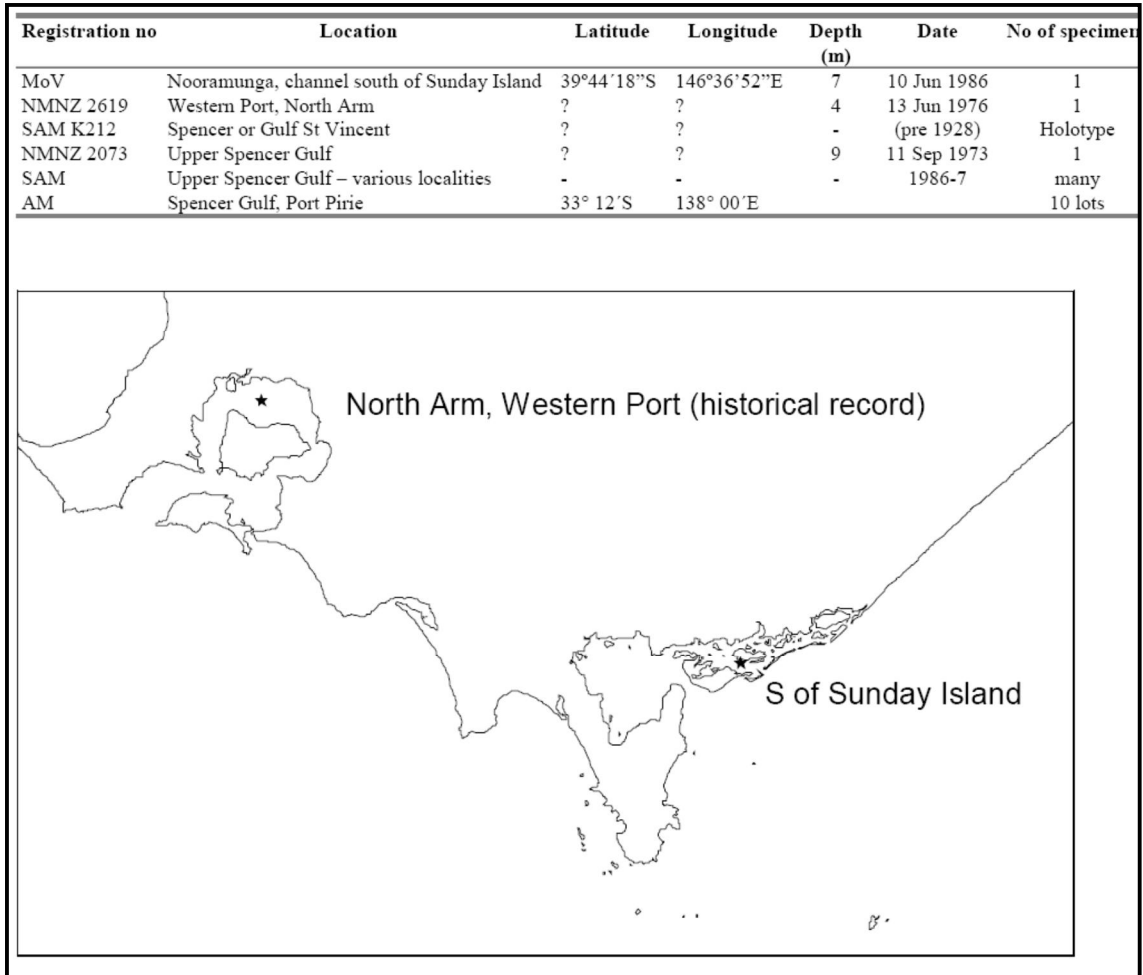 Registration no Location Latitude Longitude Depth (m) Date No of specimen
MoV Nooramunga, channel south of Sunday Island 39°44´18”S 146°36’52”E 7 10 Jun 1986 1
NMNZ 2619 Western Port, North Arm ? ? 4 13 Jun 1976 1
SAM K212 Spencer or Gulf St Vincent ? ? - (pre 1928) Holotype
NMNZ 2073 Upper Spencer Gulf ? ? 9 11 Sep 1973 1
SAM Upper Spencer Gulf – various localities - - - 1986-7 many
AM Spencer Gulf, Port Pirie 33° 12´S 138° 00´E 10 lots
North Arm, Western Port (historical record)
S of Sunday Island